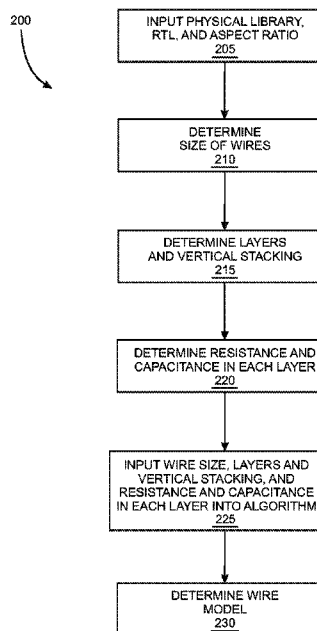 200
INPUT PHYSICAL LIBRARY,
RTL, AND ASPECT RATIO
205
DETERMINE
SIZE OF WIRES
210
DETERMINE LAYERS
AND VERTICAL STACKING
215
DETERMINE RESISTANCE AND
CAPACITANCE IN EACH LAYER
220
INPUT WIRE SIZE, LAYERS AND
VERTICAL STACKING, AND
RESISTANCE AND CAPACITANCE
IN EACH LAYER INTO ALGORITHM
225
DETERMINE WIRE
MODEL
230